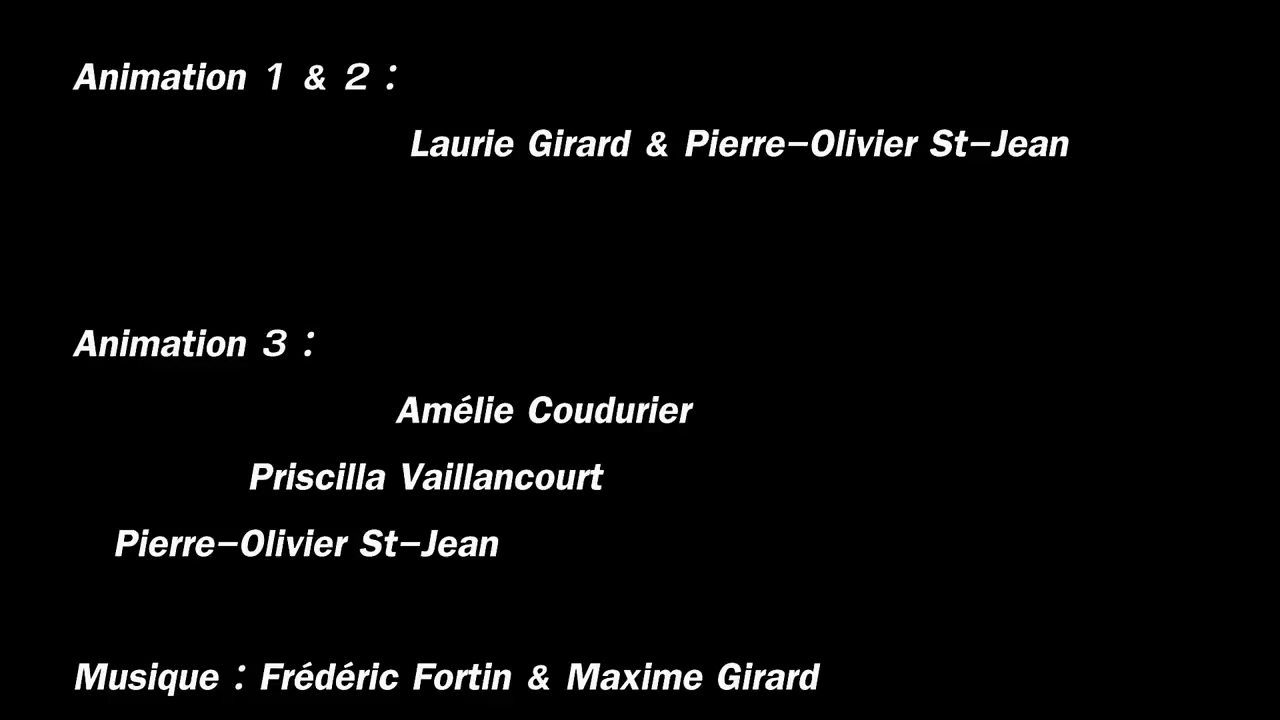 Animation 1 & 2 :
Laurie Girard & Pierre-Olivier St-Jean
Animation 3 :
Amélie Coudurier
Priscilla Vaillancourt
Pierre-Olivier St-Jean
Musique : Frédéric Fortin & Maxime Girard